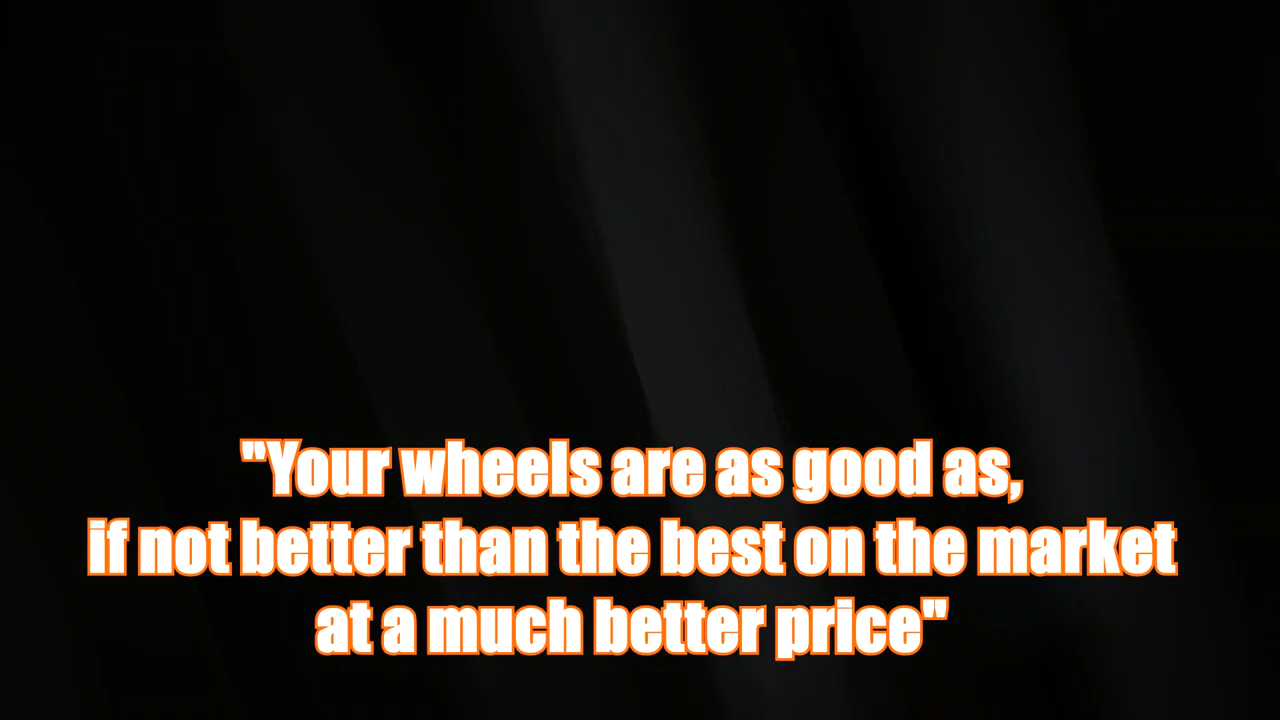 "Your wheels are as good as,
if not better than the best on the market
at a much better price"